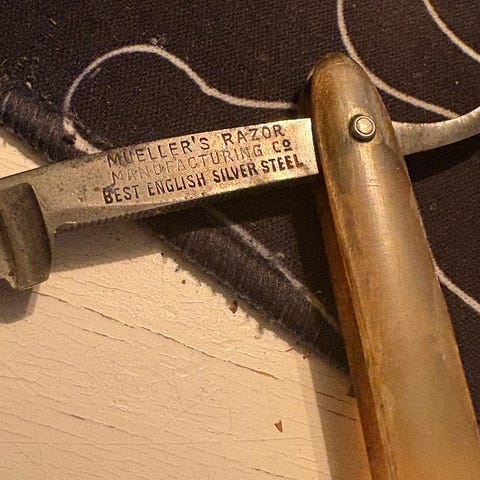 MUELLER'S RAZOR
MANUFACTURING Cº
BEST ENGLISH SILVER STEEL